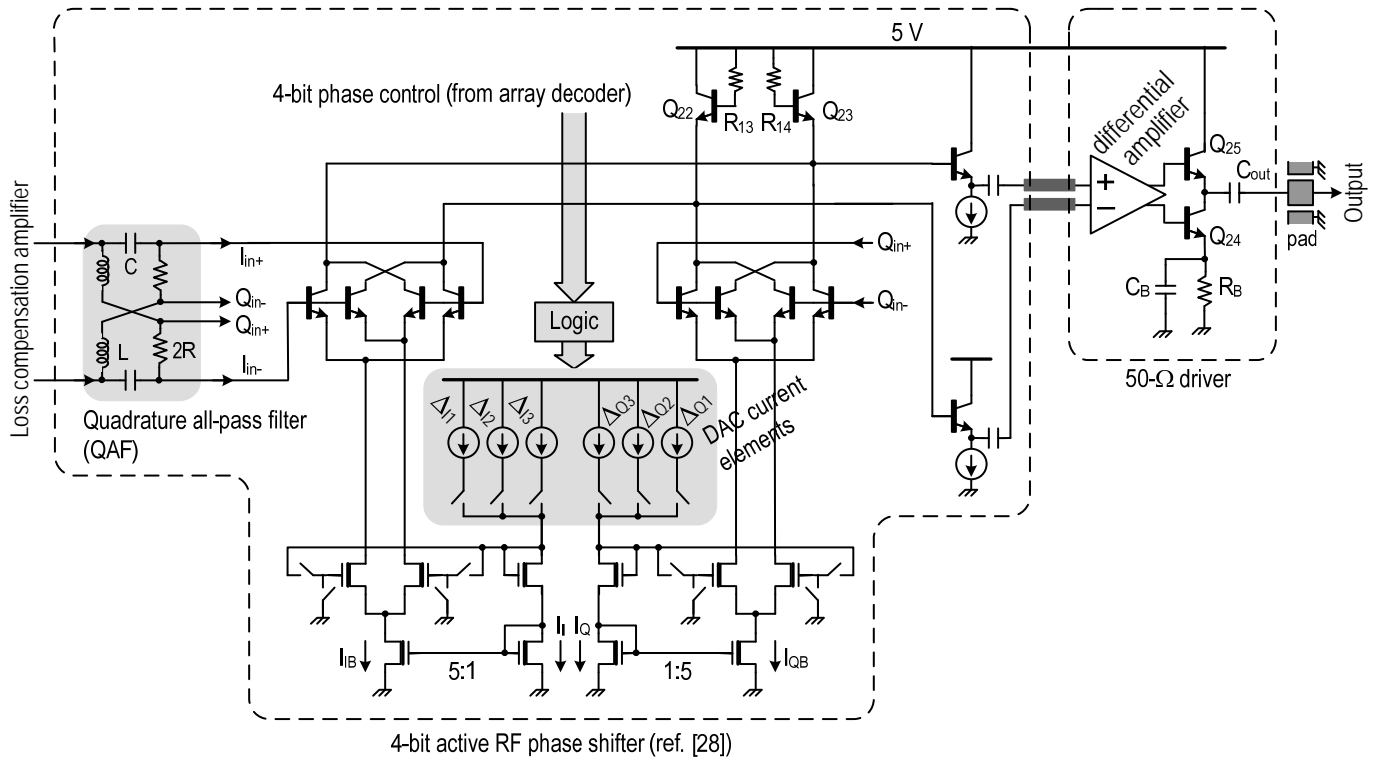 5 V
4-bit phase control (from array decoder)
Q22
R13
R14
Q23
differential
amplifier
Q25
Cout
Output
Loss compensation amplifier
C
Iin+
Qin+
+
−
Q24
pad
Qin-
Qin+
Qin-
CB
RB
Logic
L
2R
Iin-
50-Ω driver
Quadrature all-pass filter
(QAF)
ΔI1
ΔI2
ΔI3
ΔQ3
ΔQ2
ΔQ1
DAC current
elements
IIB
5:1
II
IQ
1:5
IQB
4-bit active RF phase shifter (ref. [28])